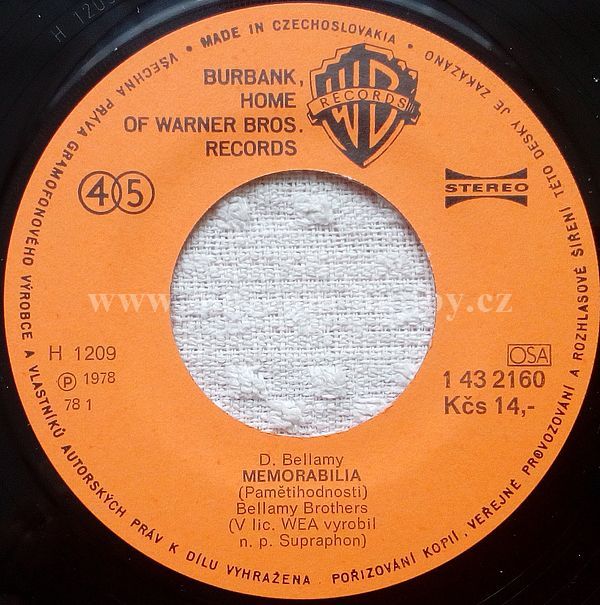 H 1209
MADE IN CZECHOSLOVAKIA
VŠECHNA PRÁVA GRAMOFONOVÉHO VÝROBCE A VLASTNÍKŮ AUTORSKÝCH PRÁV K DÍLU VYHRAŽENA. POŘIZOVÁNÍ KOPIÍ, VEŘEJNÉ PROVOZOVÁNÍ A ROZHLASOVÉ ŠÍŘENÍ TÉTO DESKY JE ZAKÁZÁNO
BURBANK,
HOME
OF WARNER BROS.
RECORDS
WB
RECORDS
45
STEREO
H 1209
P 1978
78 1
OSA
1 43 2160
Kčs 14,-
D. Bellamy
MEMORABILIA
(Pamětihodnosti)
Bellamy Brothers
(V lic. WEA vyrobil
n. p. Supraphon)